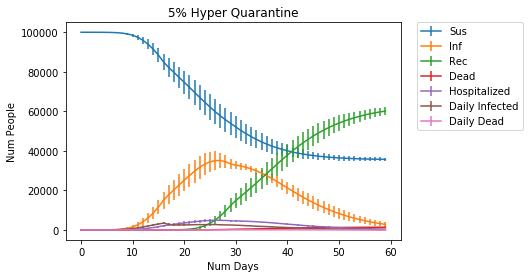 5% Hyper Quarantine
100000
80000
60000
40000
20000
0
Num People
0 10 20 30 40 50 60
Num Days
Sus
Inf
Rec
Dead
Hospitalized
Daily Infected
Daily Dead